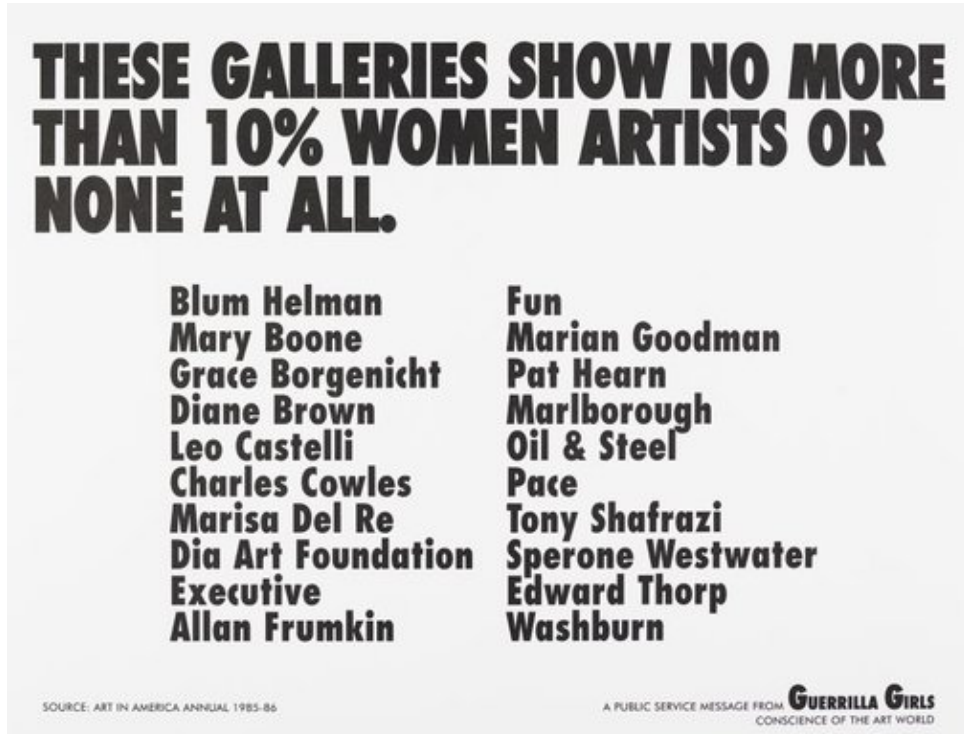 THESE GALLERIES SHOW NO MORE
THAN 10% WOMEN ARTISTS OR
NONE AT ALL.
Blum Helman
Mary Boone
Grace Borgenicht
Diane Brown
Leo Castelli
Charles Cowles
Marisa Del Re
Dia Art Foundation
Executive
Allan Frumkin
Fun
Marian Goodman
Pat Hearn
Marlborough
Oil & Steel
Pace
Tony Shafrazi
Sperone Westwater
Edward Thorp
Washburn
SOURCE: ART IN AMERICA ANNUAL 1985-86
A PUBLIC SERVICE MESSAGE FROM GUERRILLA GIRLS
CONSCIENCE OF THE ART WORLD